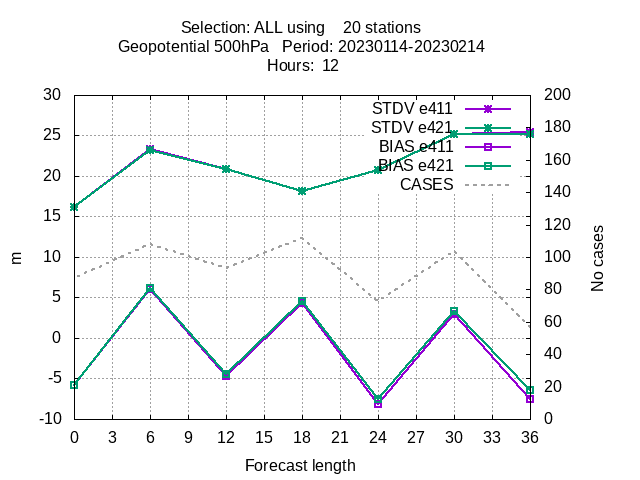 Selection: ALL using    20 stations
Geopotential 500hPa   Period: 20230114-20230214
Hours:  12
30 200
25 180
20 160
15 140
10 120
5 100
0 80
-5 60
-10 40
20
0
STDV e411
STDV e421
BIAS e411
BIAS e421
CASES
m
No cases
0 3 6 9 12 15 18 21 24 27 30 33 36
Forecast length